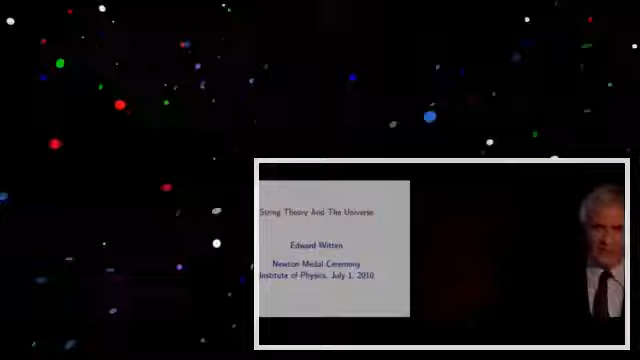 String Theory And The Universe
Edward Witten
Newton Medal Ceremony
Institute of Physics, July 1, 2010